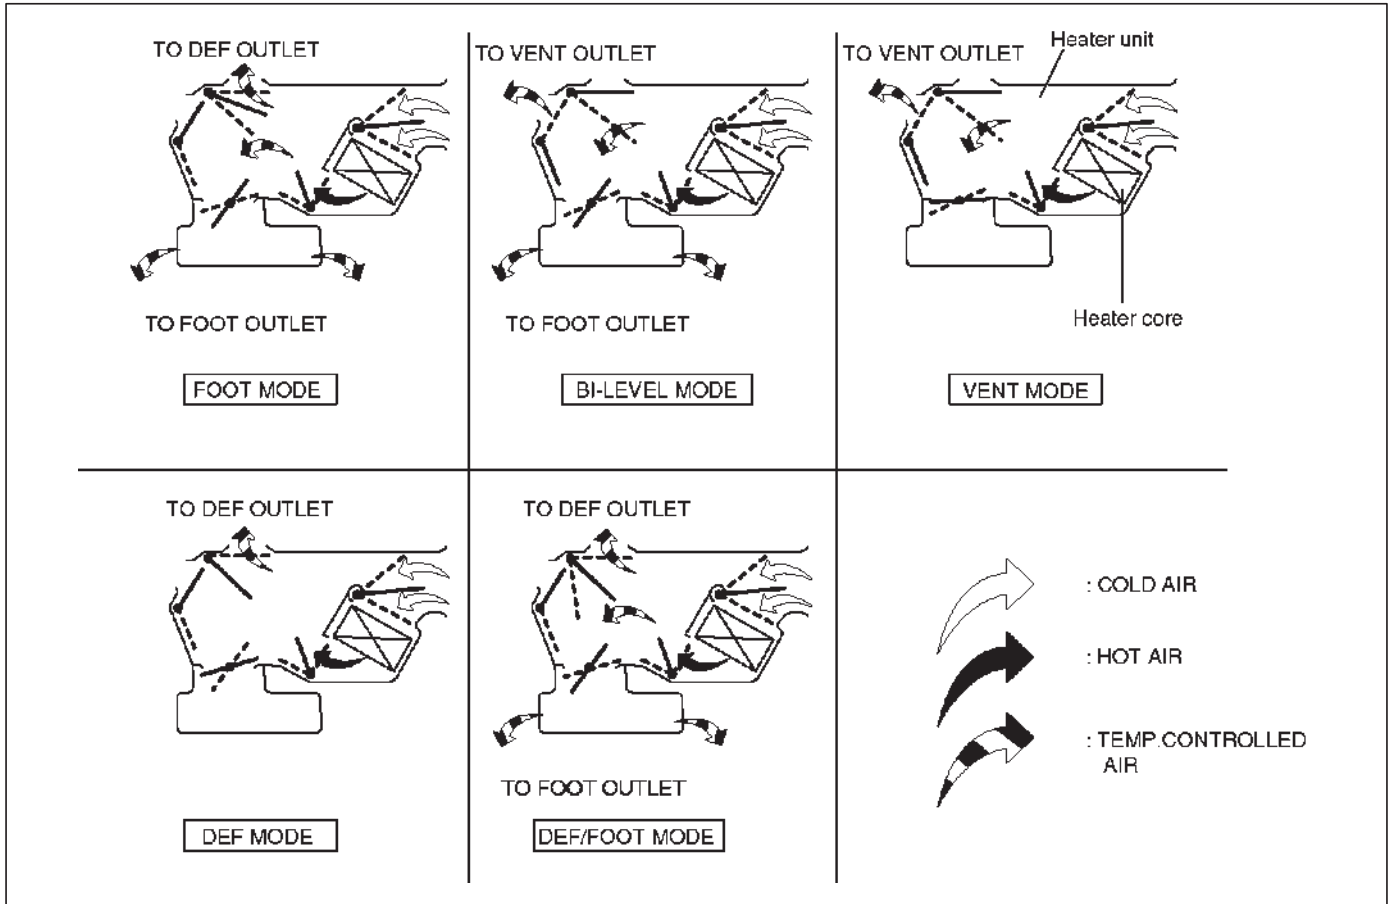 TO DEF OUTLET
TO FOOT OUTLET
FOOT MODE
TO VENT OUTLET
TO FOOT OUTLET
BI-LEVEL MODE
TO VENT OUTLET
Heater unit
Heater core
VENT MODE
TO DEF OUTLET
DEF MODE
TO DEF OUTLET
TO FOOT OUTLET
DEF/FOOT MODE
: COLD AIR
: HOT AIR
: TEMP.CONTROLLED
AIR